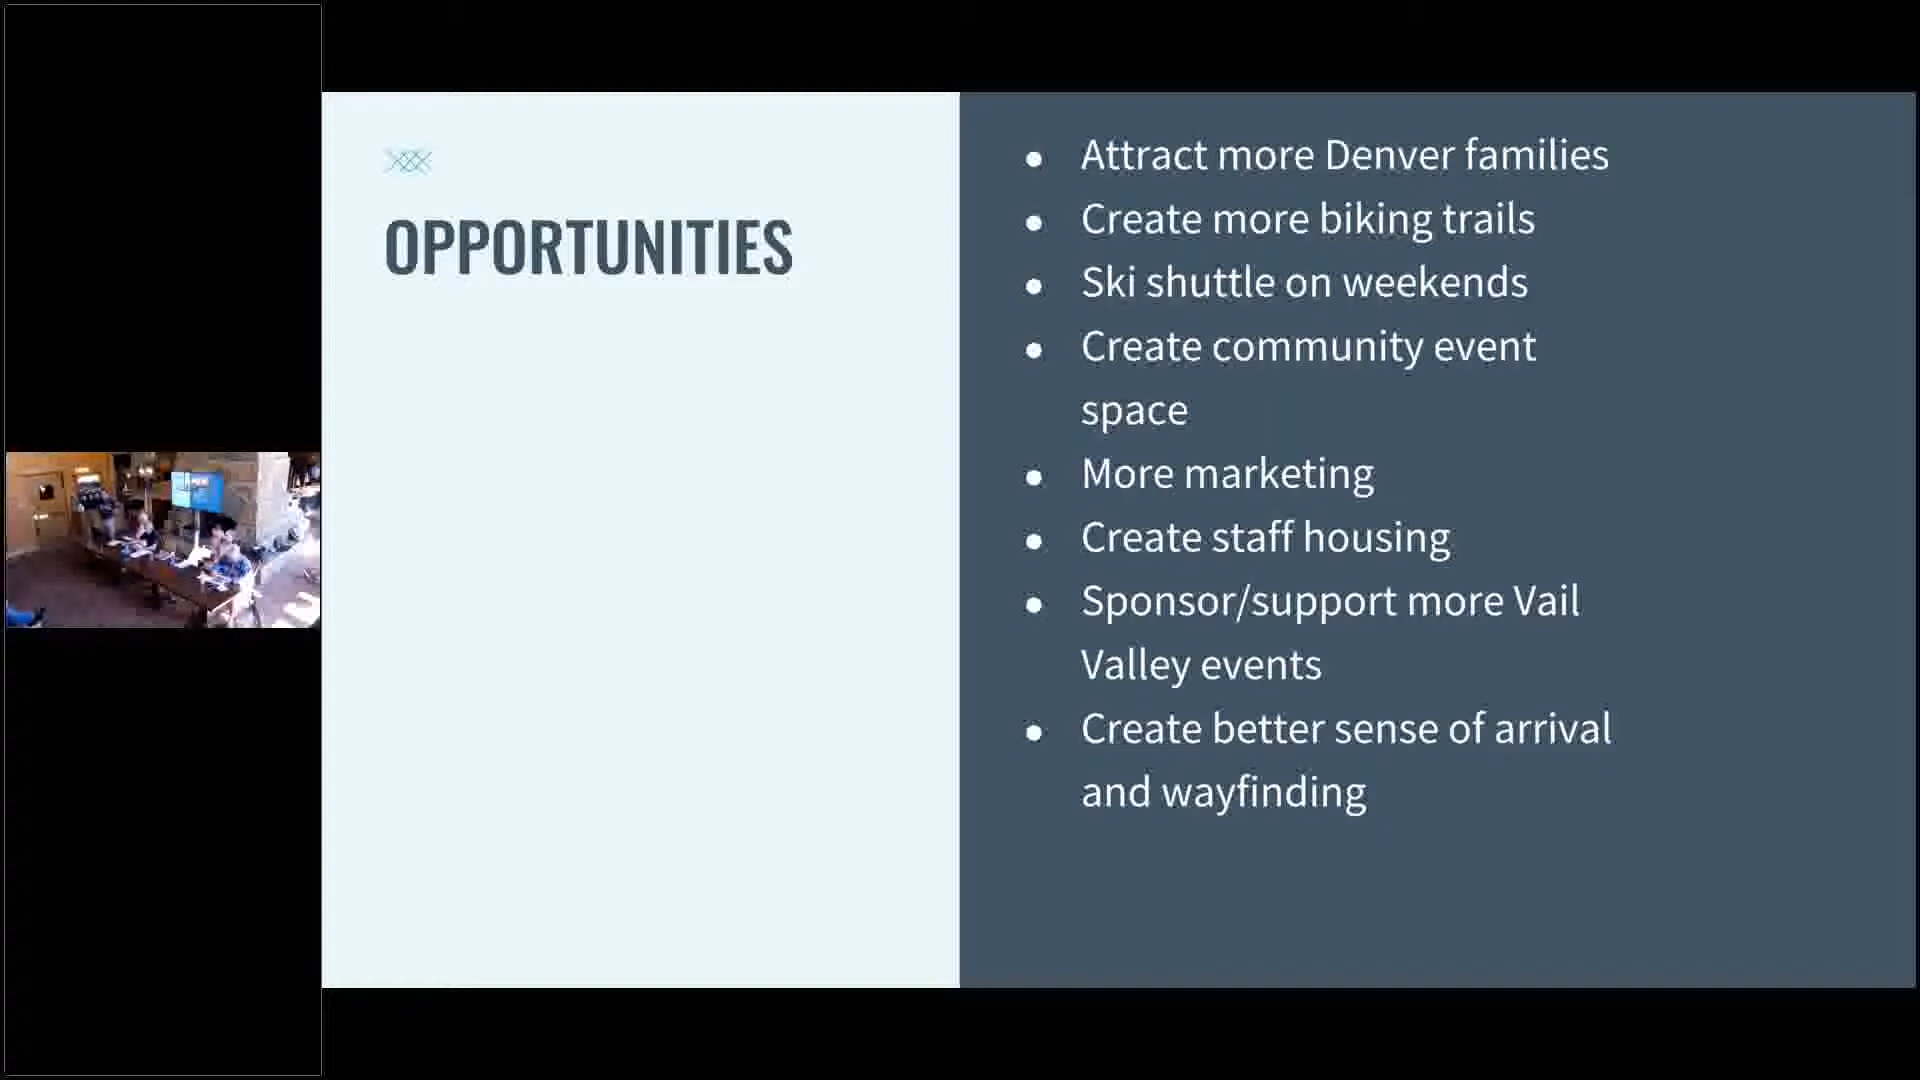 OPPORTUNITIES
● Attract more Denver families
● Create more biking trails
● Ski shuttle on weekends
● Create community event
space
● More marketing
● Create staff housing
● Sponsor/support more Vail
Valley events
● Create better sense of arrival
and wayfinding